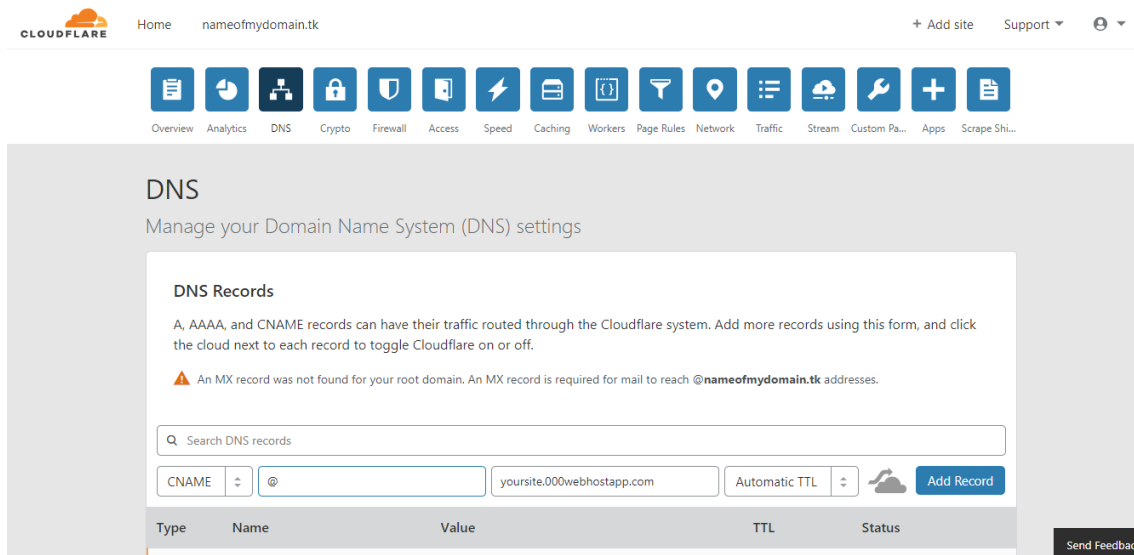 CLOUDFLARE Home nameofmydomain.tk + Add site Support
Overview Analytics DNS Crypto Firewall Access Speed Caching Workers Page Rules Network Traffic Stream Custom Pa... Apps Scrape Shi...
DNS
Manage your Domain Name System (DNS) settings
DNS Records
A, AAAA, and CNAME records can have their traffic routed through the Cloudflare system. Add more records using this form, and click
the cloud next to each record to toggle Cloudflare on or off.
An MX record was not found for your root domain. An MX record is required for mail to reach @nameofmydomain.tk addresses.
Search DNS records
CNAME @ yoursite.000webhostapp.com Automatic TTL Add Record
Type Name Value TTL Status
Send Feedbac